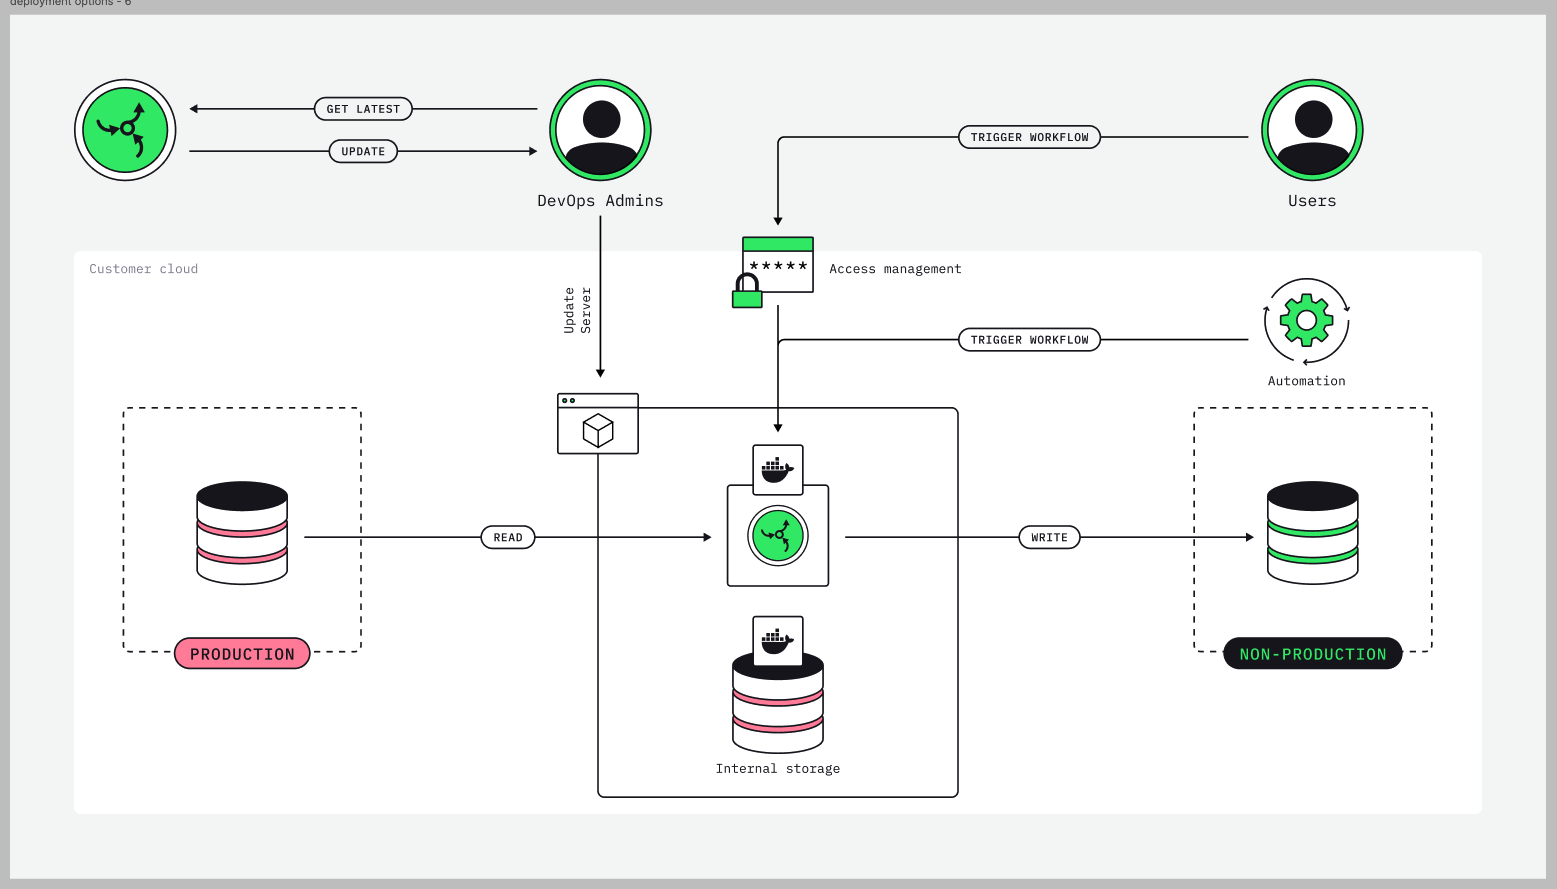 deployment options - 6
GET LATEST
UPDATE
DevOps Admins
TRIGGER WORKFLOW
Users
Customer cloud
*****
Access management
Update
Server
TRIGGER WORKFLOW
Automation
READ
WRITE
PRODUCTION
NON-PRODUCTION
Internal storage